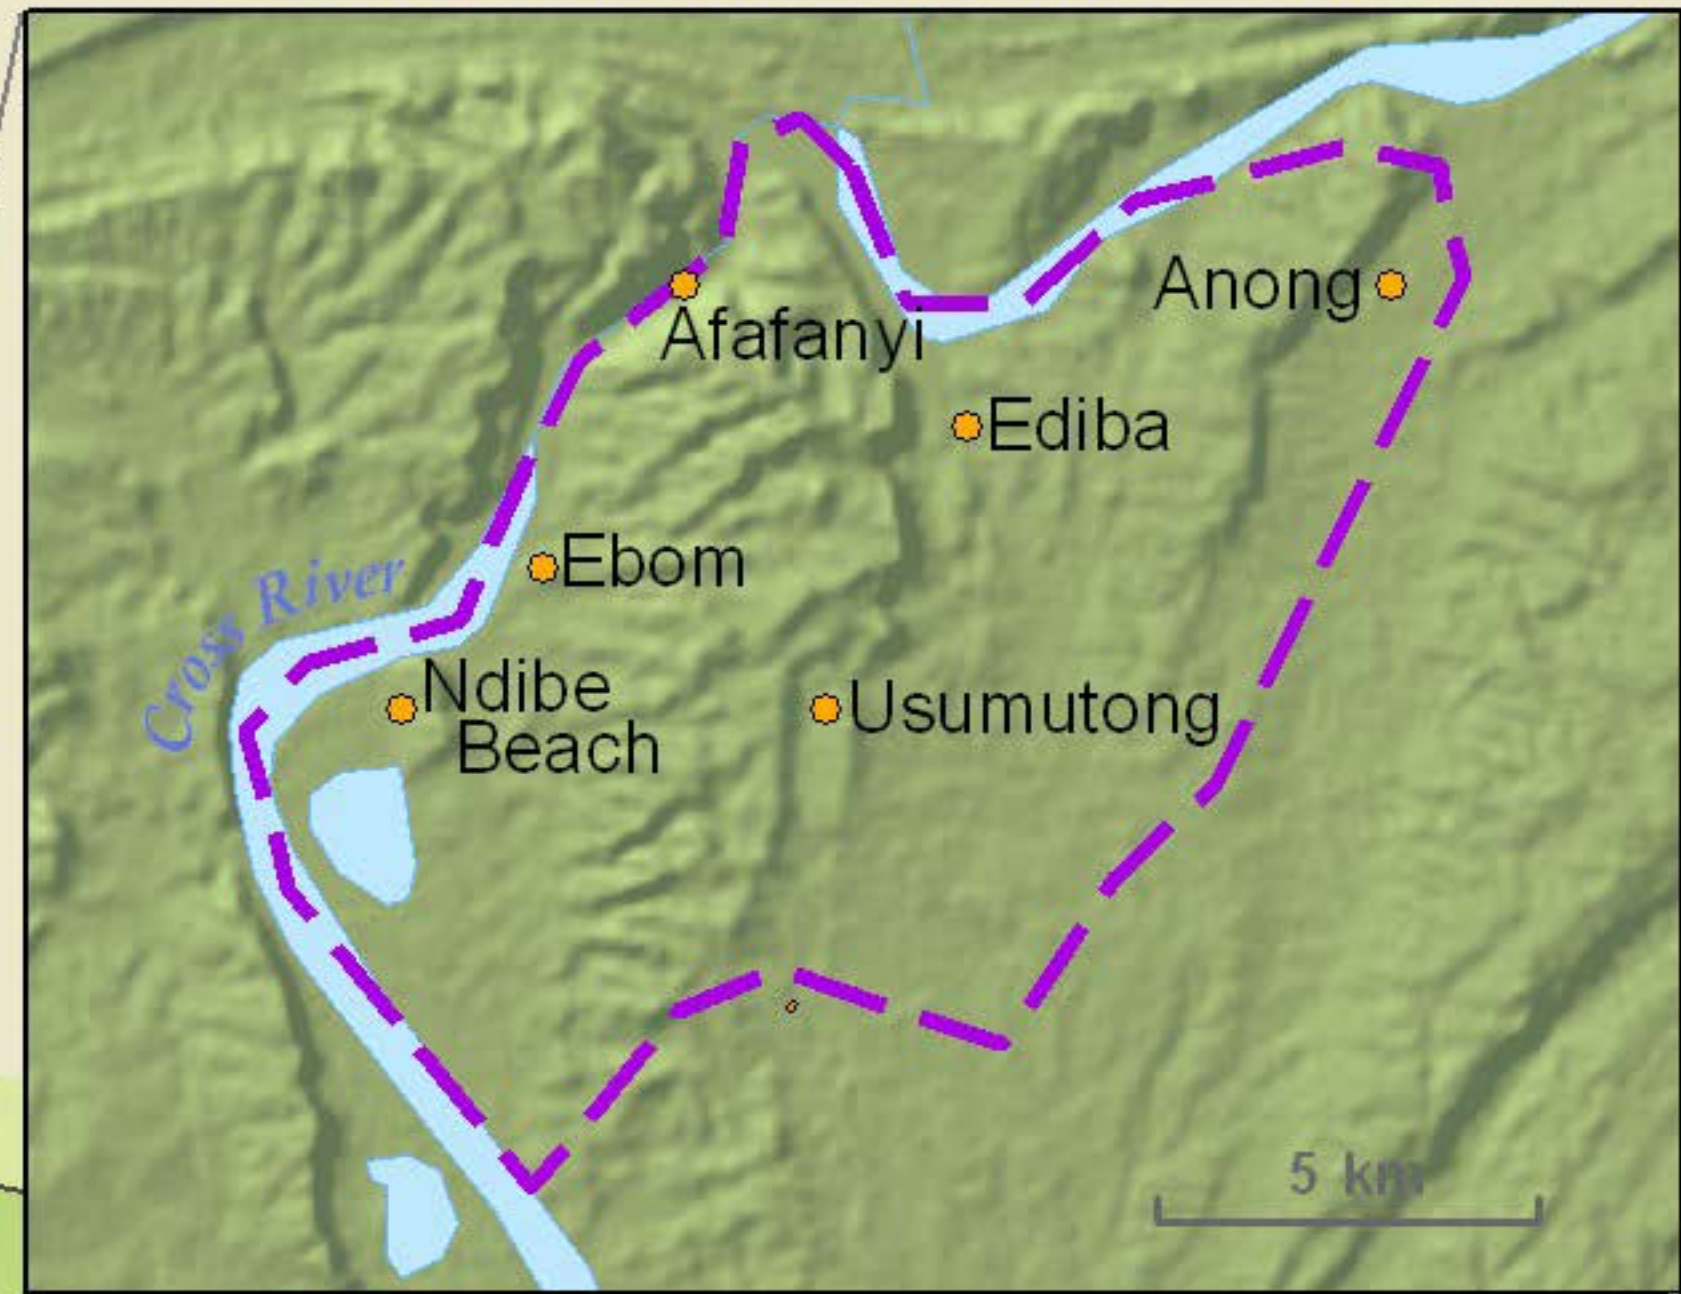 Anong
Afafanyi
Ediba
Cross River
Ebom
Ndibe
Beach
Usumutong
5 km